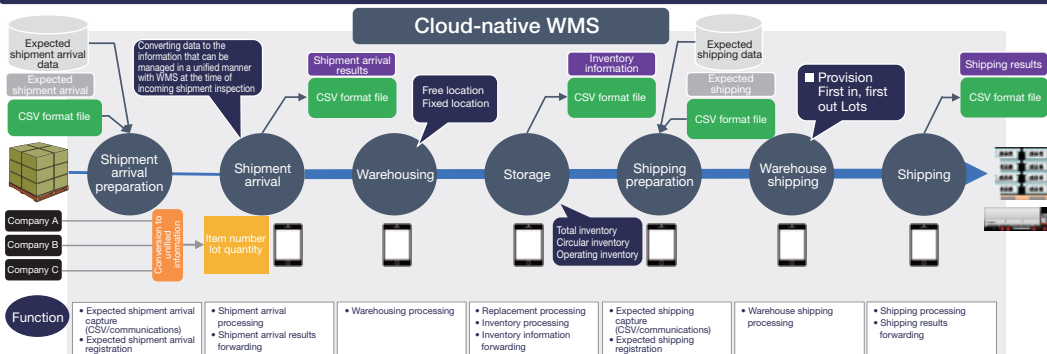 Cloud-native WMS
Expected
shipment arrival
data
Expected
shipment arrival
CSV format file
Converting data to the
information that can be
managed in a unified manner
with WMS at the time of
incoming shipment inspection
Shipment arrival
results
CSV format file
Free location
Fixed location
Inventory
information
CSV format file
Expected
shipping data
Expected
shipping
CSV format file
Provision
First in, first
out Lots
Shipping results
CSV format file
Shipment
arrival
preparation
Shipment
arrival
Warehousing
Storage
Shipping
preparation
Warehouse
shipping
Shipping
Company A
Company B
Company C
Conversion to
unified
information
Item number
lot quantity
Total inventory
Circular inventory
Operating inventory
Function
• Expected shipment arrival
capture
(CSV/communications)
• Expected shipment arrival
registration
• Shipment arrival
processing
• Shipment arrival results
forwarding
• Warehousing processing
• Replacement processing
• Inventory processing
• Inventory information
forwarding
• Expected shipping
capture
(CSV/communications)
• Expected shipping
registration
• Warehouse shipping
processing
• Shipping processing
• Shipping results
forwarding